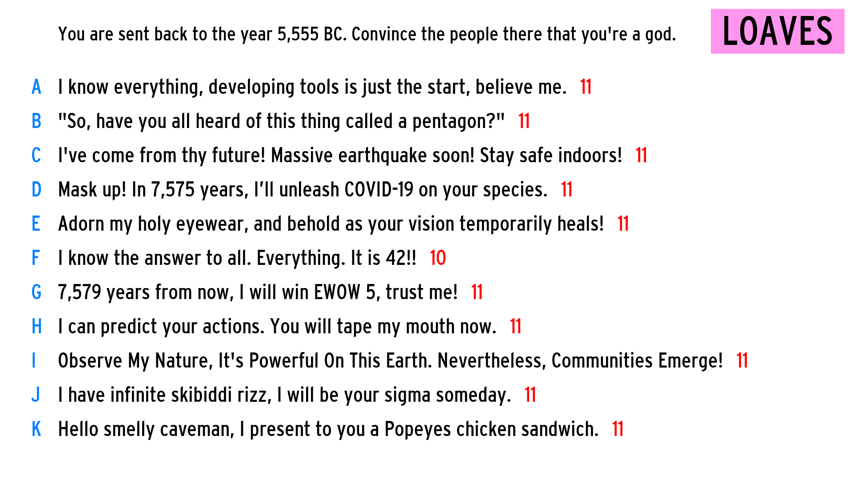 You are sent back to the year 5,555 BC. Convince the people there that you're a god.
LOAVES
A I know everything, developing tools is just the start, believe me. 11
B "So, have you all heard of this thing called a pentagon?" 11
C I've come from thy future! Massive earthquake soon! Stay safe indoors! 11
D Mask up! In 7,575 years, I’ll unleash COVID-19 on your species. 11
E Adorn my holy eyewear, and behold as your vision temporarily heals! 11
F I know the answer to all. Everything. It is 42!! 10
G 7,579 years from now, I will win EWOW 5, trust me! 11
H I can predict your actions. You will tape my mouth now. 11
I Observe My Nature, It's Powerful On This Earth. Nevertheless, Communities Emerge! 11
J I have infinite skibiddi rizz, I will be your sigma someday. 11
K Hello smelly caveman, I present to you a Popeyes chicken sandwich. 11